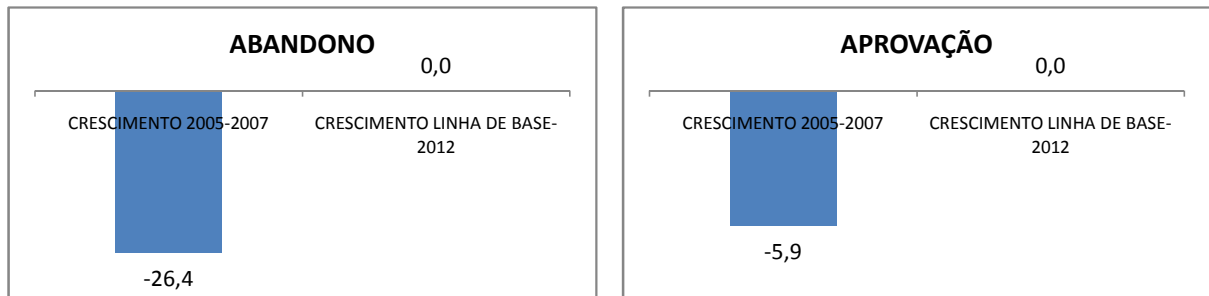 ABANDONO
0,0
CRESCIMENTO 2005-2007
CRESCIMENTO LINHA DE BASE-
2012
-26,4
APROVAÇÃO
0,0
CRESCIMENTO 2005-2007
CRESCIMENTO LINHA DE BASE-
2012
-5,9